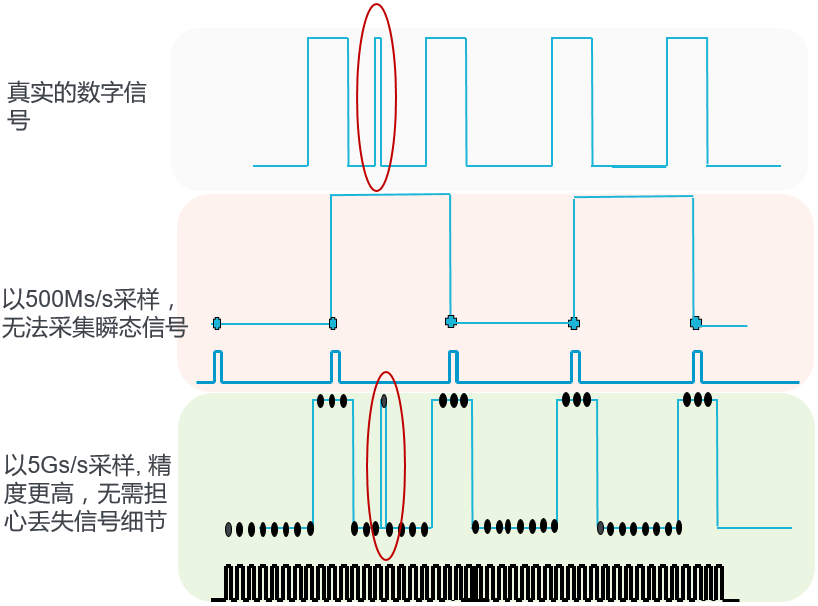 真实的数字信
号
以500Ms/s采样，
无法采集瞬态信号
以5Gs/s采样, 精
度更高，无需担
心丢失信号细节